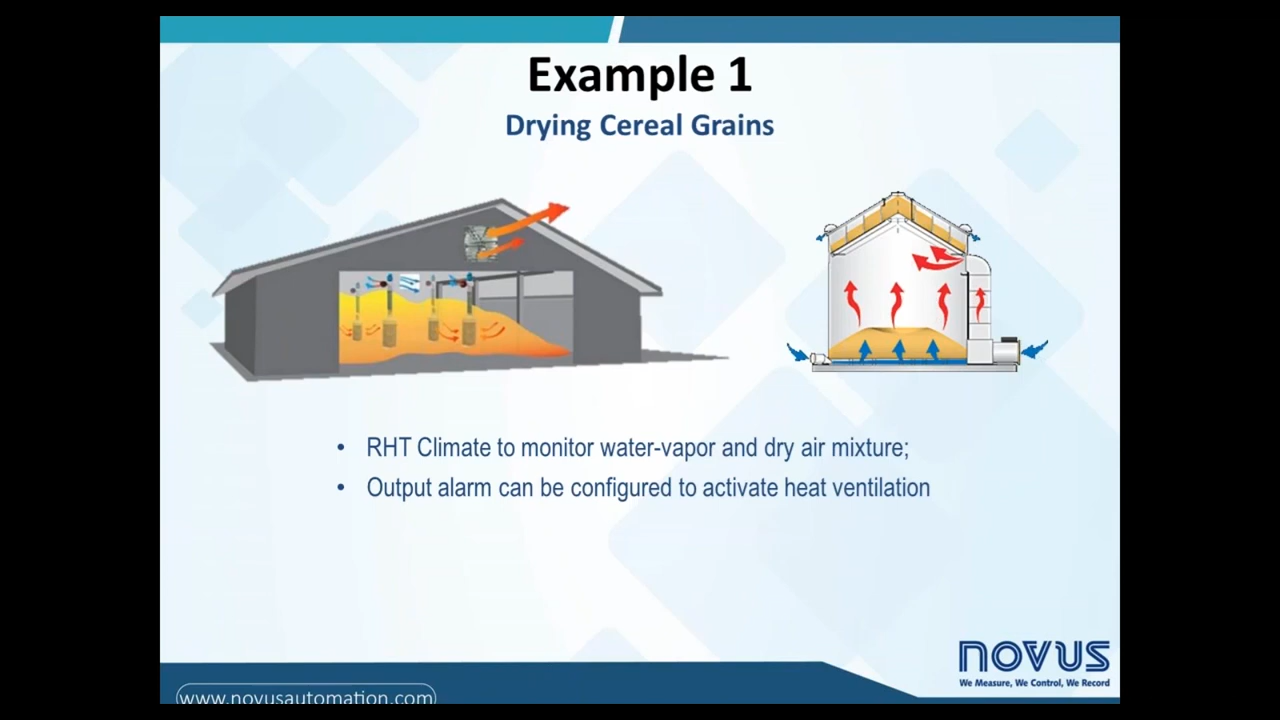 Example 1
Drying Cereal Grains
• RHT Climate to monitor water-vapor and dry air mixture;
• Output alarm can be configured to activate heat ventilation
novus
We Measure, We Control, We Record
www.novusautomation.com